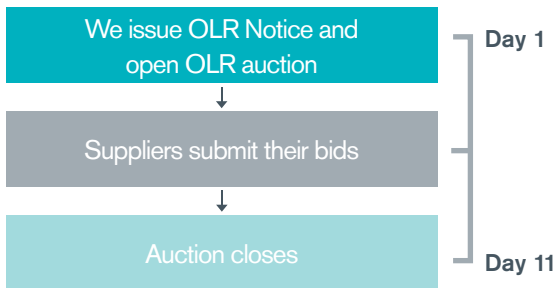 We issue OLR Notice and
open OLR auction
Day 1
Suppliers submit their bids
Auction closes
Day 11